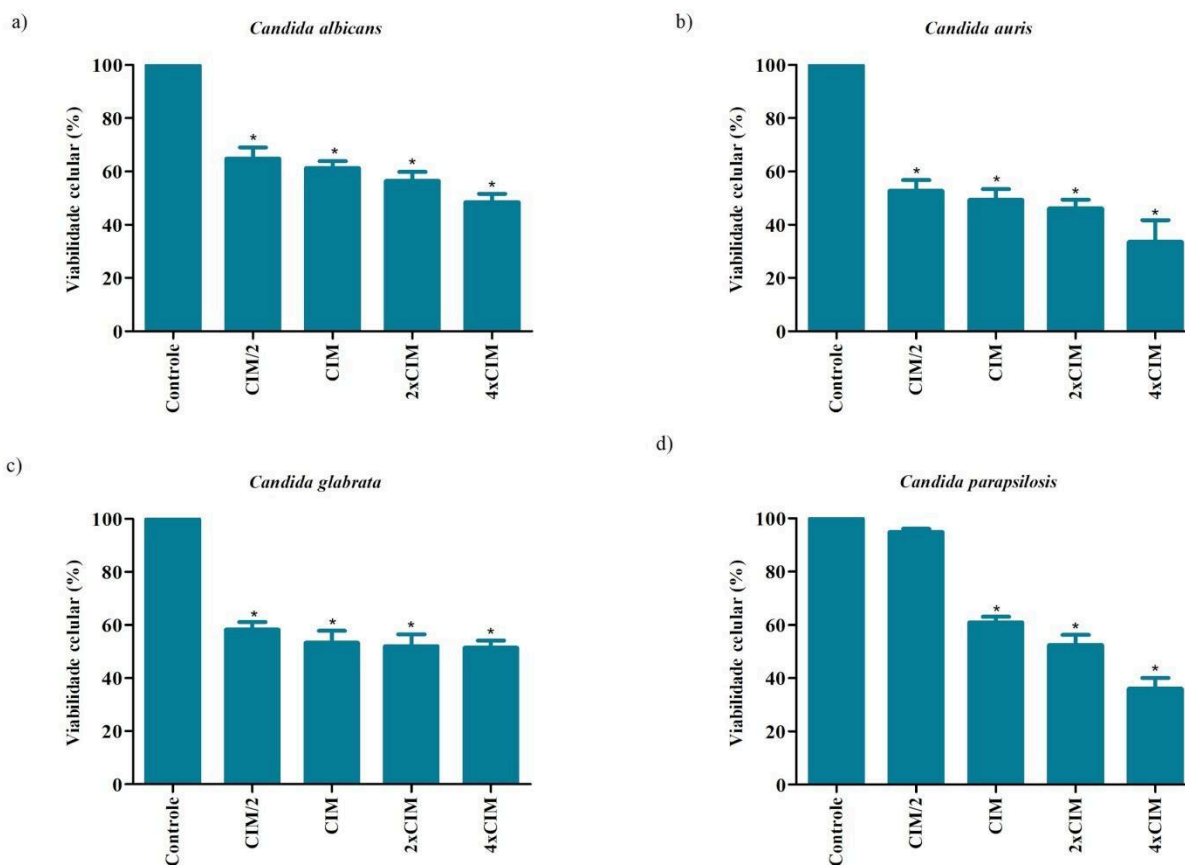 a)
Candida albicans
Viabilidade celular (%)
100
80
60
40
20
0
* * * *
Controle
CIM/2
CIM
2xCIM
4xCIM
b)
Candida auris
Viabilidade celular (%)
100
80
60
40
20
0
* * * *
Controle
CIM/2
CIM
2xCIM
4xCIM
c)
Candida glabrata
Viabilidade celular (%)
100
80
60
40
20
0
* * * *
Controle
CIM/2
CIM
2xCIM
4xCIM
d)
Candida parapsilosis
Viabilidade celular (%)
100
80
60
40
20
0
* * *
Controle
CIM/2
CIM
2xCIM
4xCIM